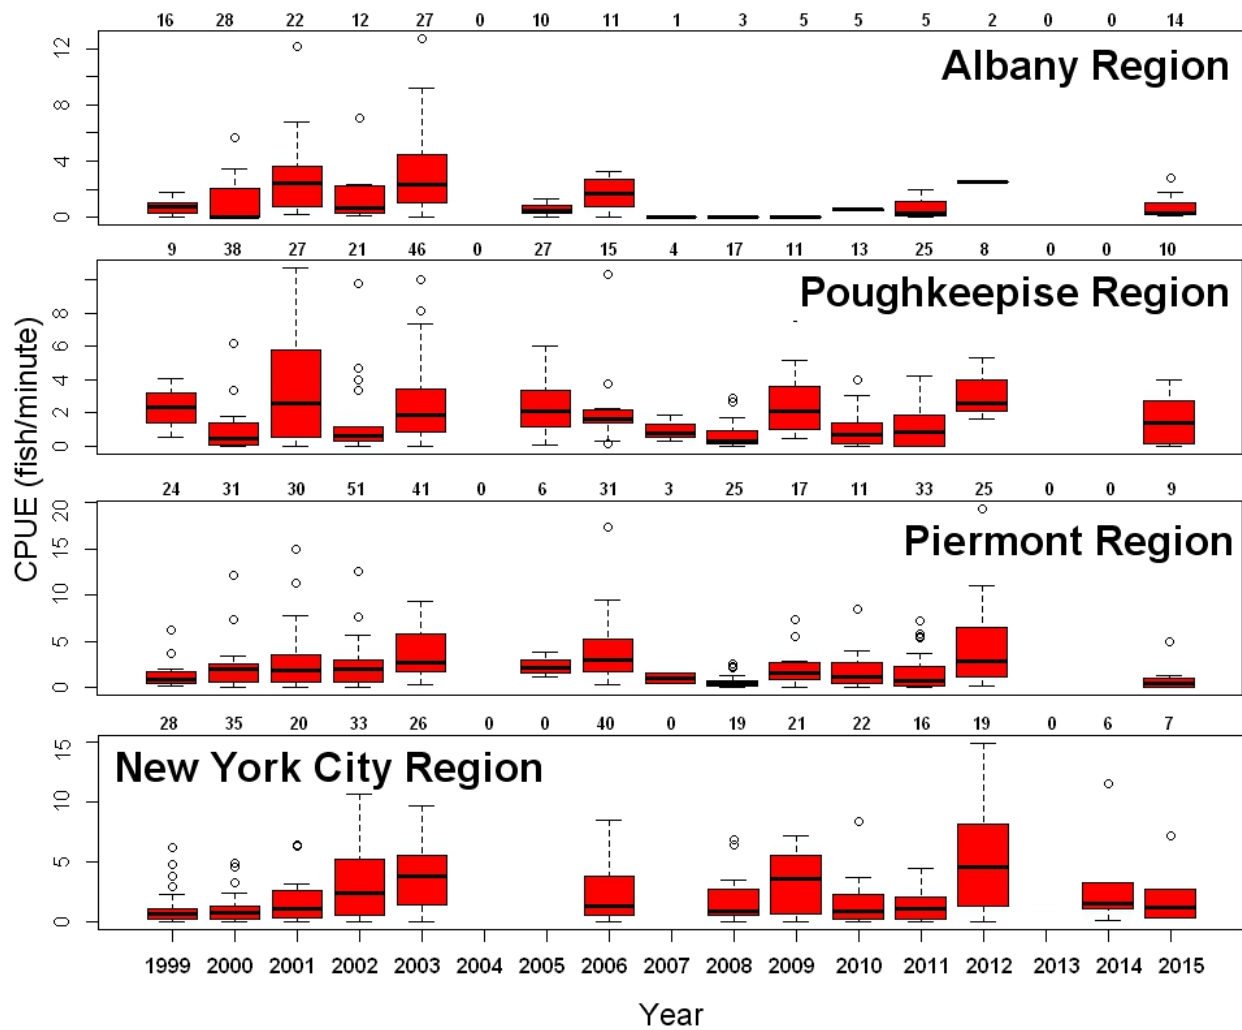 16 28 22 12 27 0 10 11 1 3 5 5 5 2 0 0 14
Albany Region
12
8
4
0
9 38 27 21 46 0 27 15 4 17 11 13 25 8 0 0 10
Poughkeepise Region
8
6
4
2
0
CPUE (fish/minute)
24 31 30 51 41 0 6 31 3 25 17 11 33 25 0 0 9
Piermont Region
20
15
10
5
0
28 35 20 33 26 0 0 40 0 19 21 22 16 19 0 6 7
New York City Region
15
10
5
0
1999 2000 2001 2002 2003 2004 2005 2006 2007 2008 2009 2010 2011 2012 2013 2014 2015
Year